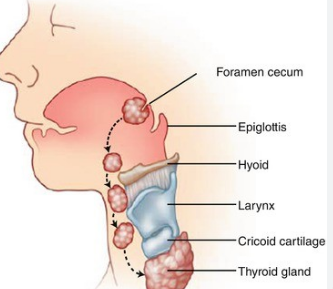 Foramen cecum
Epiglottis
Hyoid
Larynx
Cricoid cartilage
Thyroid gland